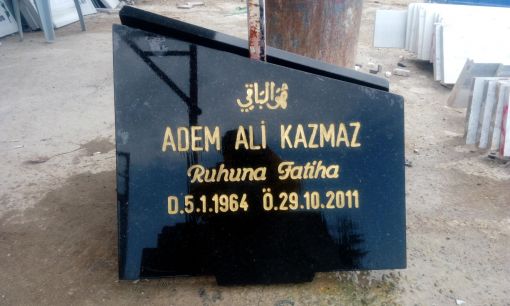 هو الباقي
ADEM ALİ KAZMAZ
Ruhuna Fatiha
D.5.1.1964 Ö.29.10.2011